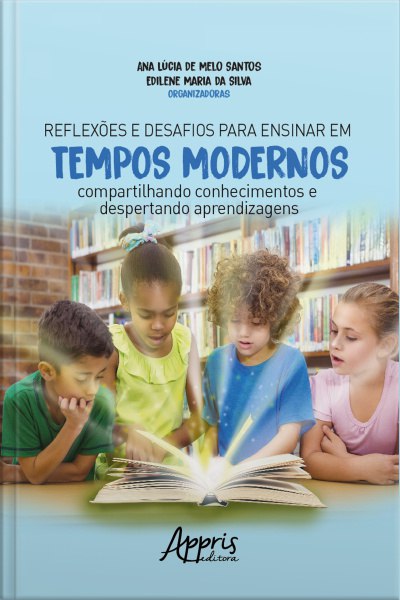 ANA LÚCIA DE MELO SANTOS
EDILENE MARIA DA SILVA
ORGANIZADORAS
REFLEXÕES E DESAFIOS PARA ENSINAR EM
TEMPOS MODERNOS
compartilhando conhecimentos e
despertando aprendizagens
Appris
editora